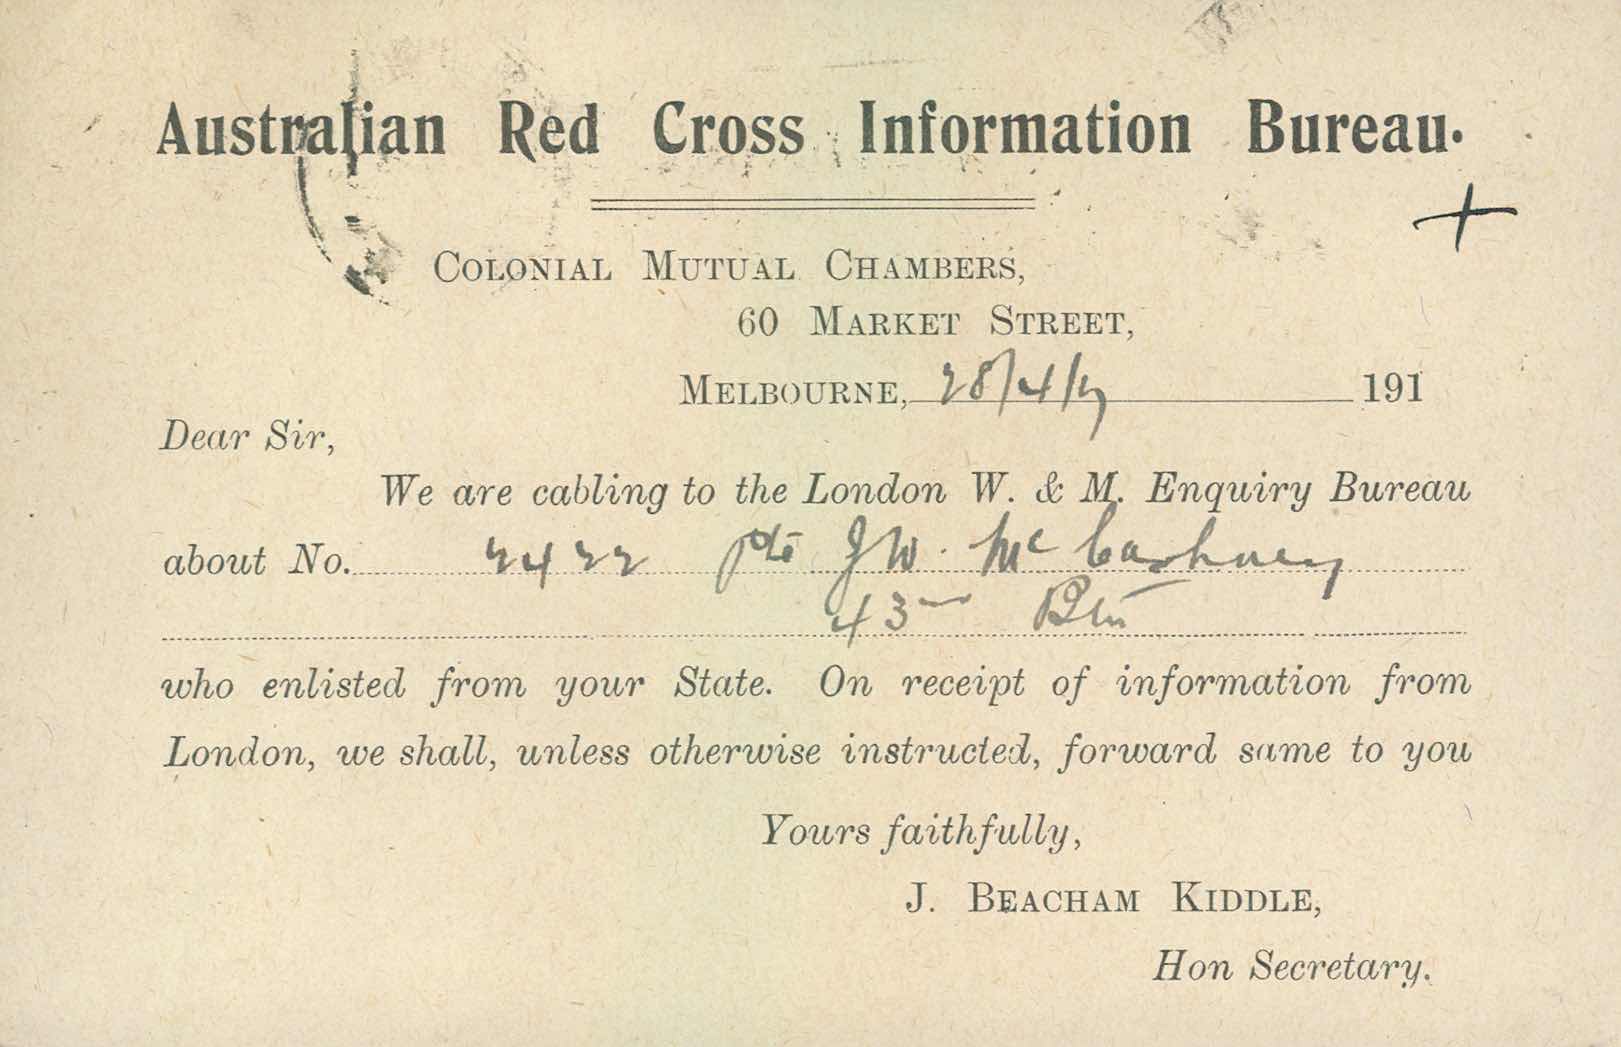 Australian Red Cross Information Bureau.
Colonial Mutual Chambers,
60 Market Street,
Melbourne, 28/4/17 191
Dear Sir,
We are cabling to the London W. & M. Enquiry Bureau
about No. 2422 Pte J W. Mc
43rd Btn
who enlisted from your State. On receipt of information from
London, we shall, unless otherwise instructed, forward same to you
Yours faithfully,
J. Beacham Kiddle,
Hon Secretary.